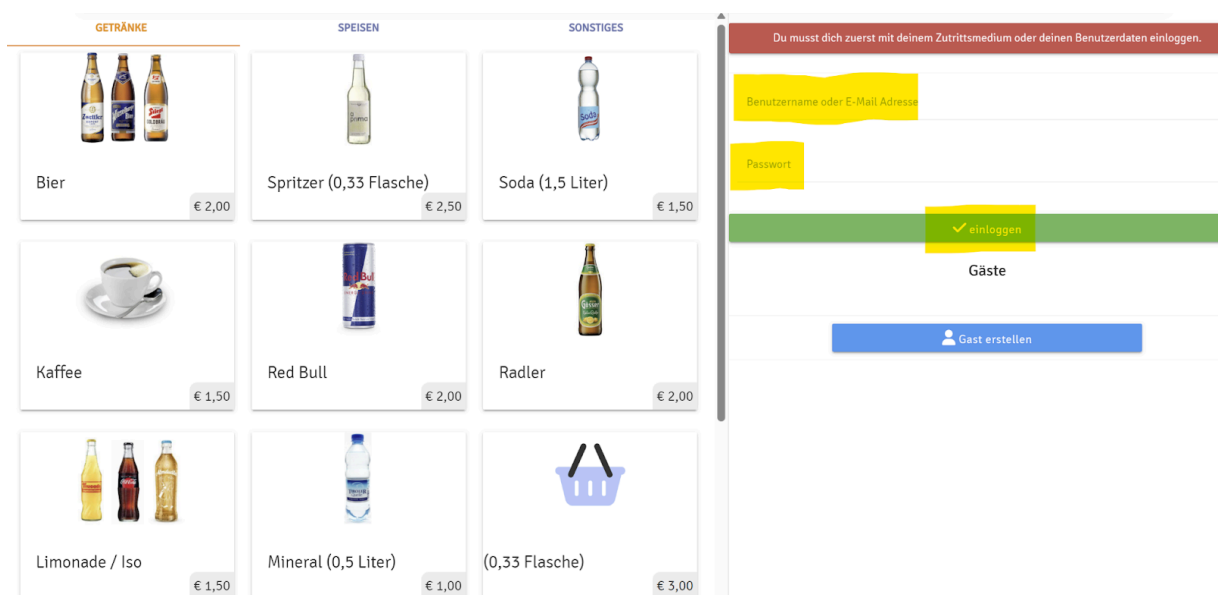 GETRÄNKE
SPEISEN
SONSTIGES
Bier
€ 2,00
Spritzer (0,33 Flasche)
€ 2,50
Soda (1,5 Liter)
€ 1,50
Kaffee
€ 1,50
Red Bull
€ 2,00
Radler
€ 2,00
Limonade / Iso
€ 1,50
Mineral (0,5 Liter)
€ 1,00
(0,33 Flasche)
€ 3,00
Du musst dich zuerst mit deinem Zutrittsmedium oder deinen Benutzerdaten einloggen.
Benutzername oder E-Mail Adresse
Passwort
einloggen
Gäste
Gast erstellen